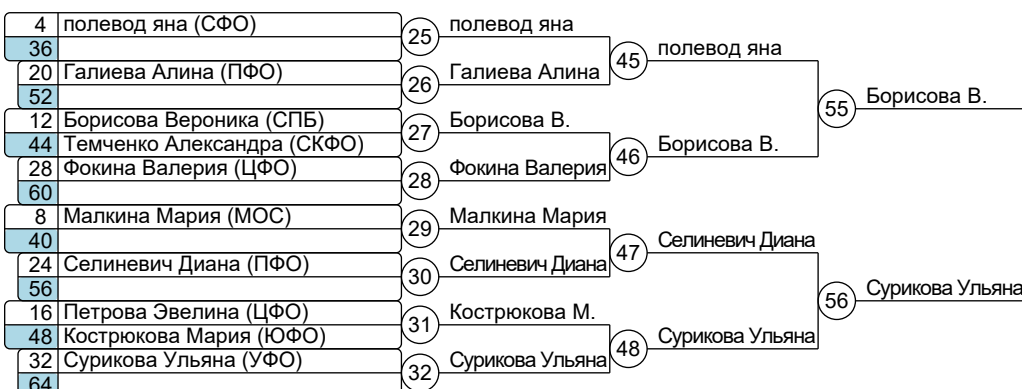 4 полевод яна (СФО)
36
20 Галиева Алина (ПФО)
52
12 Борисова Вероника (СПБ)
44 Темченко Александра (СКФО)
28 Фокина Валерия (ЦФО)
60
8 Малкина Мария (МОС)
40
24 Селиневич Диана (ПФО)
56
16 Петрова Эвелина (ЦФО)
48 Кострюкова Мария (ЮФО)
32 Сурикова Ульяна (УФО)
64
25 полевод яна
26 Галиева Алина
27 Борисова В.
28 Фокина Валерия
29 Малкина Мария
30 Селиневич Диана
31 Кострюкова М.
32 Сурикова Ульяна
45 полевод яна
46 Борисова В.
47 Селиневич Диана
48 Сурикова Ульяна
55 Борисова В.
56 Сурикова Ульяна